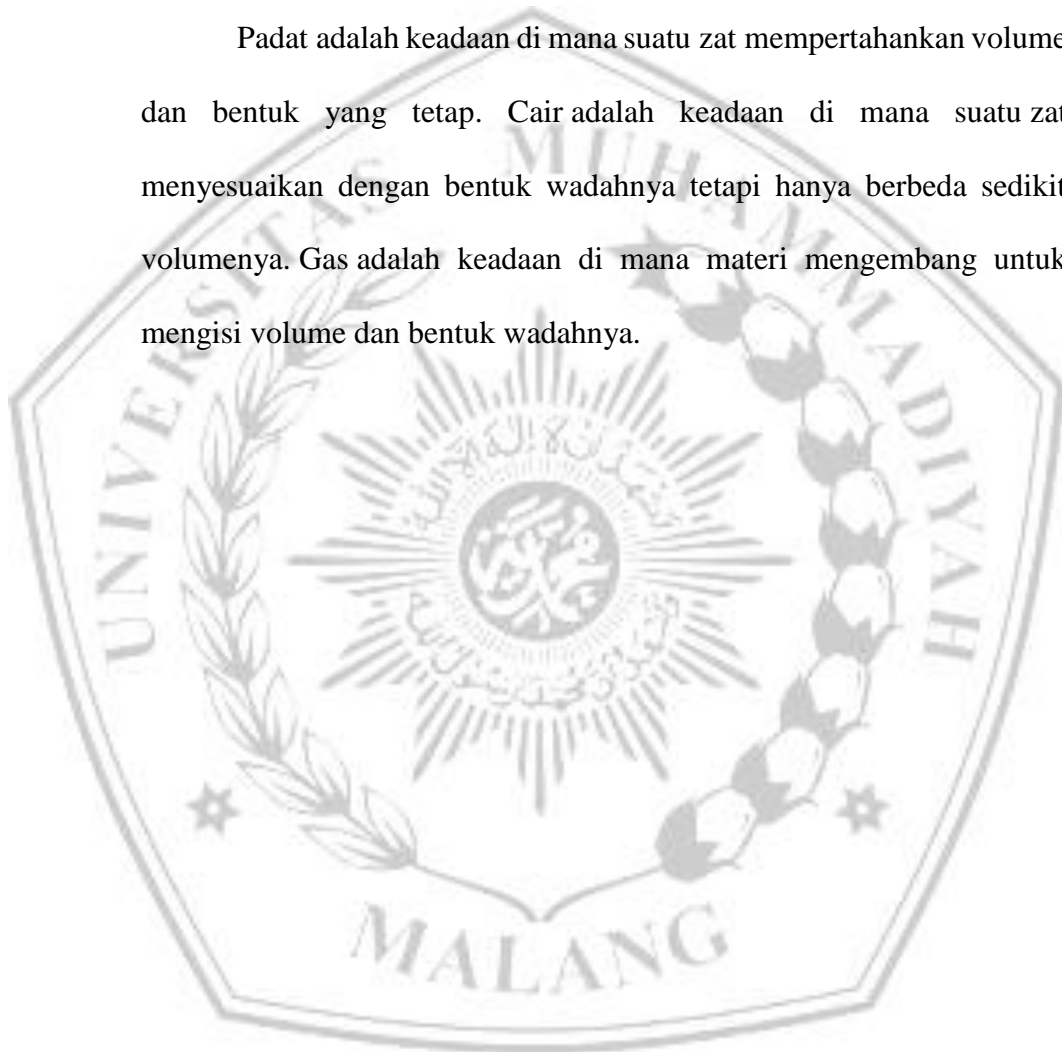 Padat adalah keadaan di mana suatu zat mempertahankan volume
dan bentuk yang tetap. Cair adalah keadaan di mana suatu zat
menyesuaikan dengan bentuk wadahnya tetapi hanya berbeda sedikit
volumenya. Gas adalah keadaan di mana materi mengembang untuk
mengisi volume dan bentuk wadahnya.
UNIVERSITAS MUHAMMADIYAH
MALANG